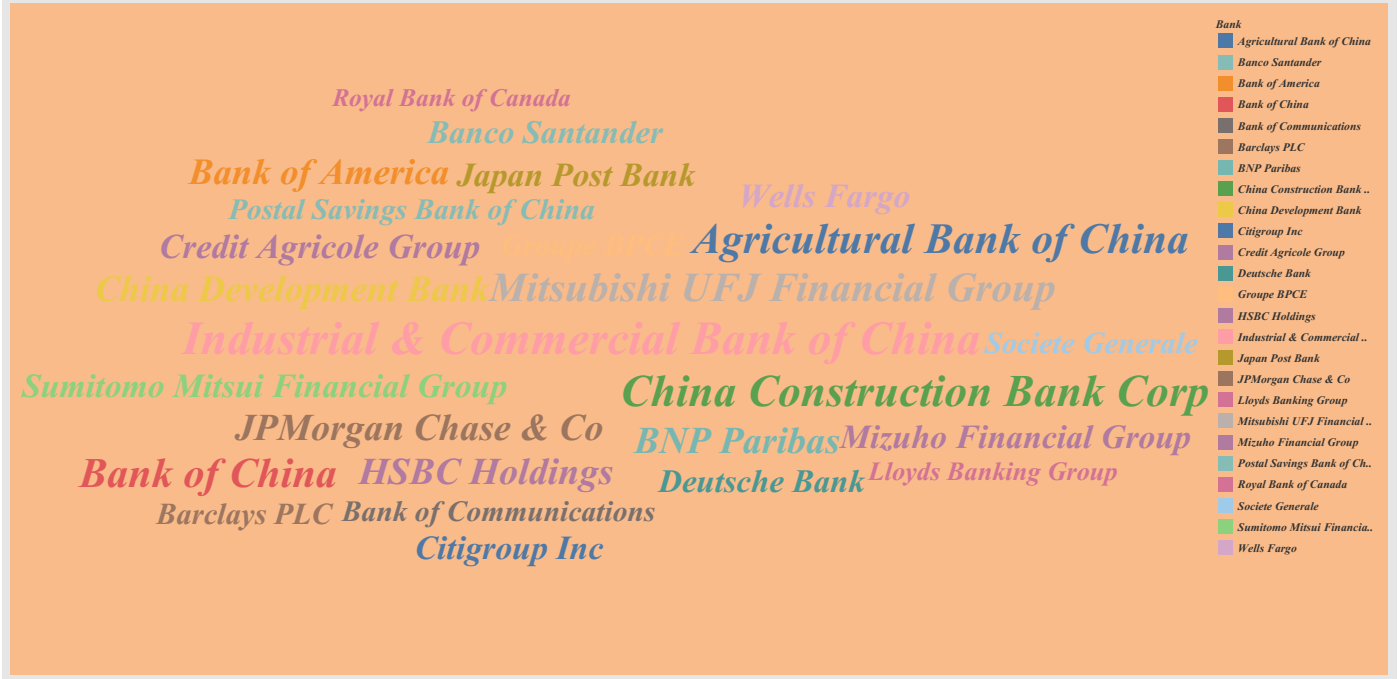 Royal Bank of Canada
Banco Santander
Bank of America
Japan Post Bank
Wells Fargo
Postal Savings Bank of China
Agricultural Bank of China
Credit Agricole Group
Groupe BPCE
China Development Bank
Mitsubishi UFJ Financial Group
Industrial & Commercial Bank of China
Societe Generale
Sumitomo Mitsui Financial Group
China Construction Bank Corp
JPMorgan Chase & Co
BNP Paribas
Mizuho Financial Group
Bank of China
HSBC Holdings
Deutsche Bank
Lloyds Banking Group
Barclays PLC
Bank of Communications
Citigroup Inc
Bank
Agricultural Bank of China
Banco Santander
Bank of America
Bank of China
Bank of Communications
Barclays PLC
BNP Paribas
China Construction Bank ..
China Development Bank
Citigroup Inc
Credit Agricole Group
Deutsche Bank
Groupe BPCE
HSBC Holdings
Industrial & Commercial ..
Japan Post Bank
JPMorgan Chase & Co
Lloyds Banking Group
Mitsubishi UFJ Financial ..
Mizuho Financial Group
Postal Savings Bank of Ch..
Royal Bank of Canada
Societe Generale
Sumitomo Mitsui Financia..
Wells Fargo